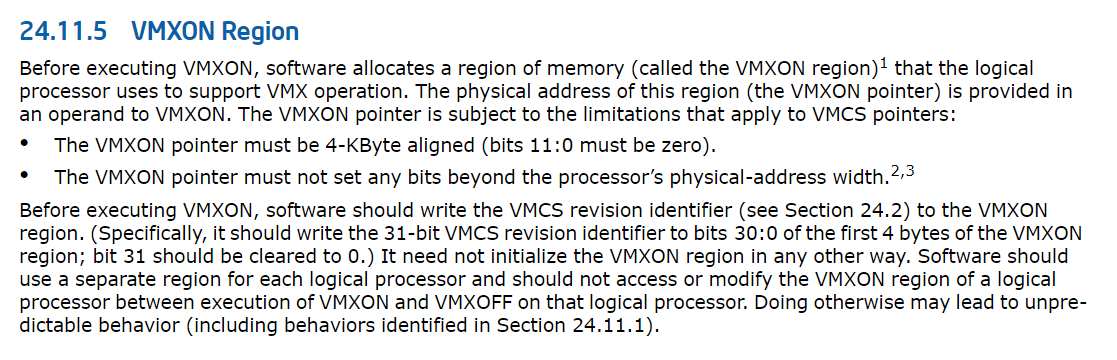 24.11.5 VMXON Region
Before executing VMXON, software allocates a region of memory (called the VMXON region)1 that the logical
processor uses to support VMX operation. The physical address of this region (the VMXON pointer) is provided in
an operand to VMXON. The VMXON pointer is subject to the limitations that apply to VMCS pointers:
• The VMXON pointer must be 4-KByte aligned (bits 11:0 must be zero).
• The VMXON pointer must not set any bits beyond the processor's physical-address width.2,3
Before executing VMXON, software should write the VMCS revision identifier (see Section 24.2) to the VMXON
region. (Specifically, it should write the 31-bit VMCS revision identifier to bits 30:0 of the first 4 bytes of the VMXON
region; bit 31 should be cleared to 0.) It need not initialize the VMXON region in any other way. Software should
use a separate region for each logical processor and should not access or modify the VMXON region of a logical
processor between execution of VMXON and VMXOFF on that logical processor. Doing otherwise may lead to unpre-
dictable behavior (including behaviors identified in Section 24.11.1).